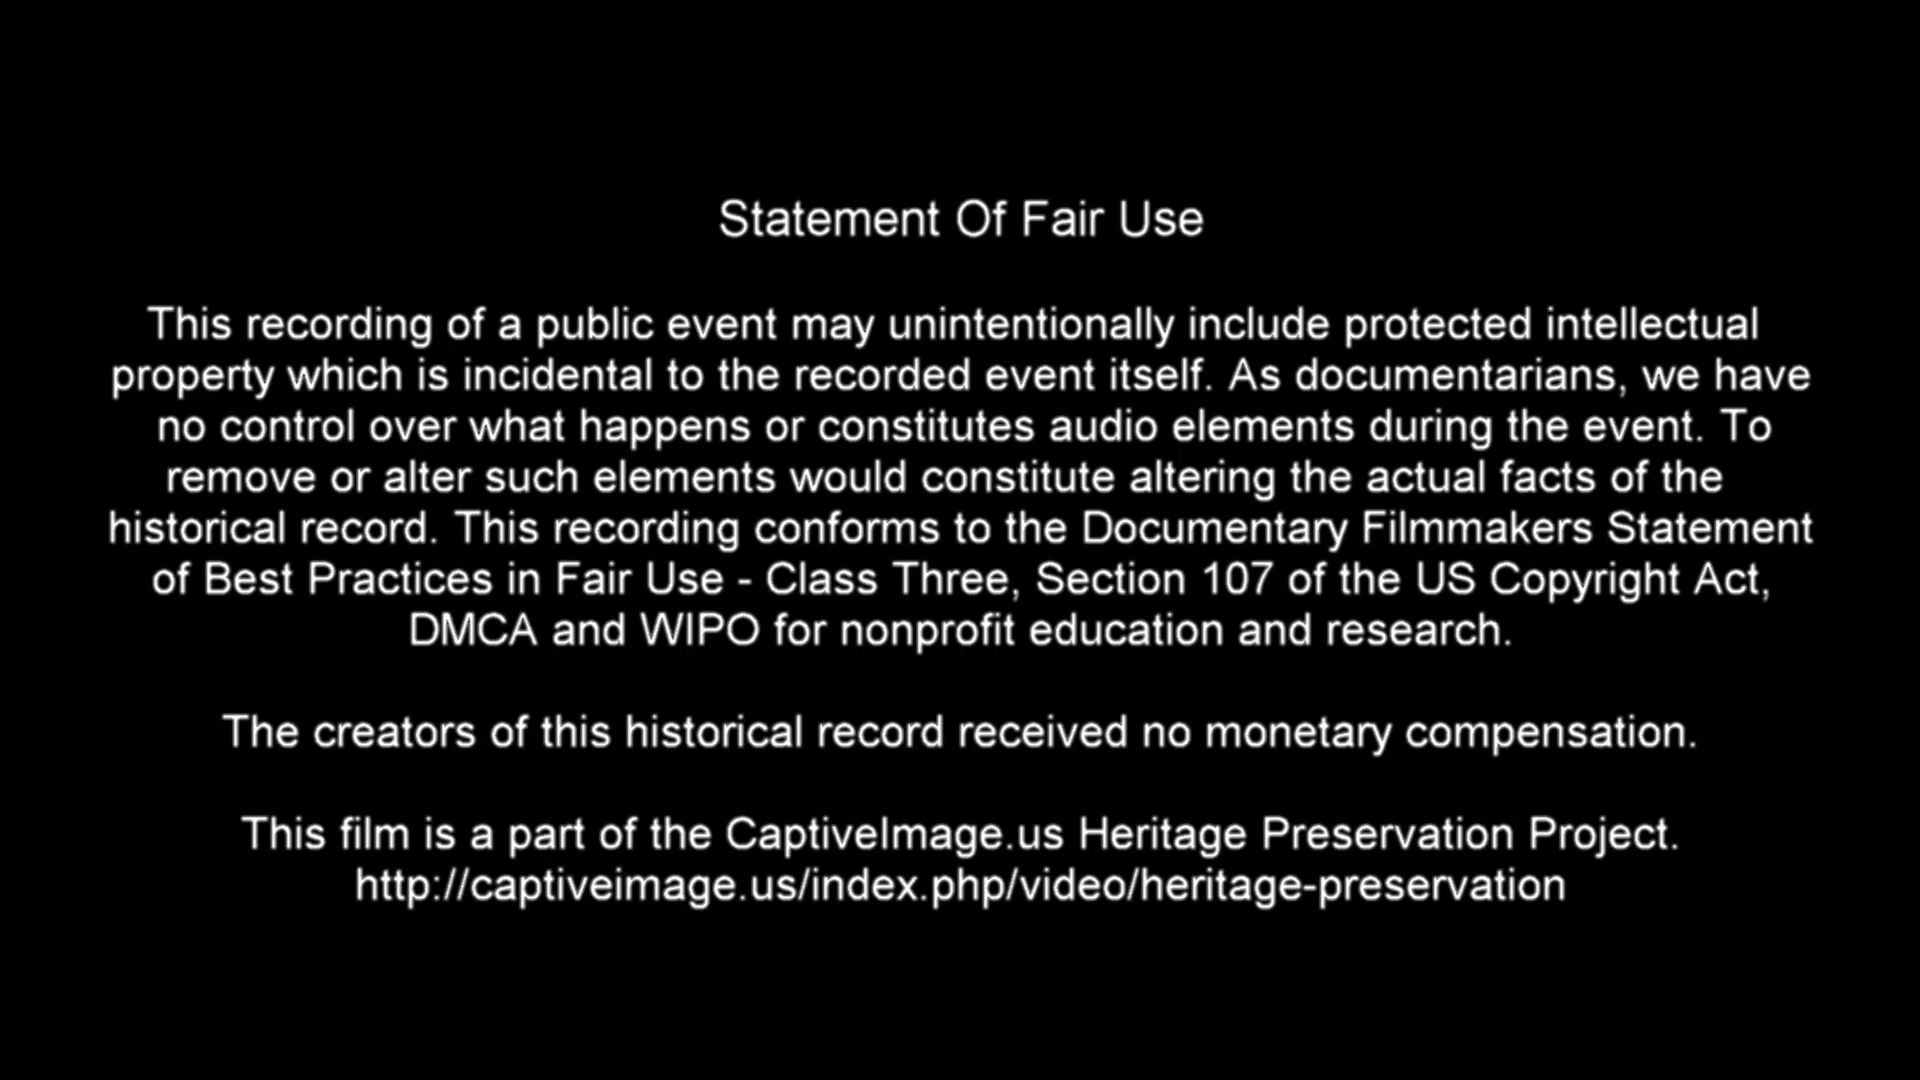 Statement Of Fair Use
This recording of a public event may unintentionally include protected intellectual
property which is incidental to the recorded event itself. As documentarians, we have
no control over what happens or constitutes audio elements during the event. To
remove or alter such elements would constitute altering the actual facts of the
historical record. This recording conforms to the Documentary Filmmakers Statement
of Best Practices in Fair Use - Class Three, Section 107 of the US Copyright Act,
DMCA and WIPO for nonprofit education and research.
The creators of this historical record received no monetary compensation.
This film is a part of the CaptiveImage.us Heritage Preservation Project.
http://captiveimage.us/index.php/video/heritage-preservation